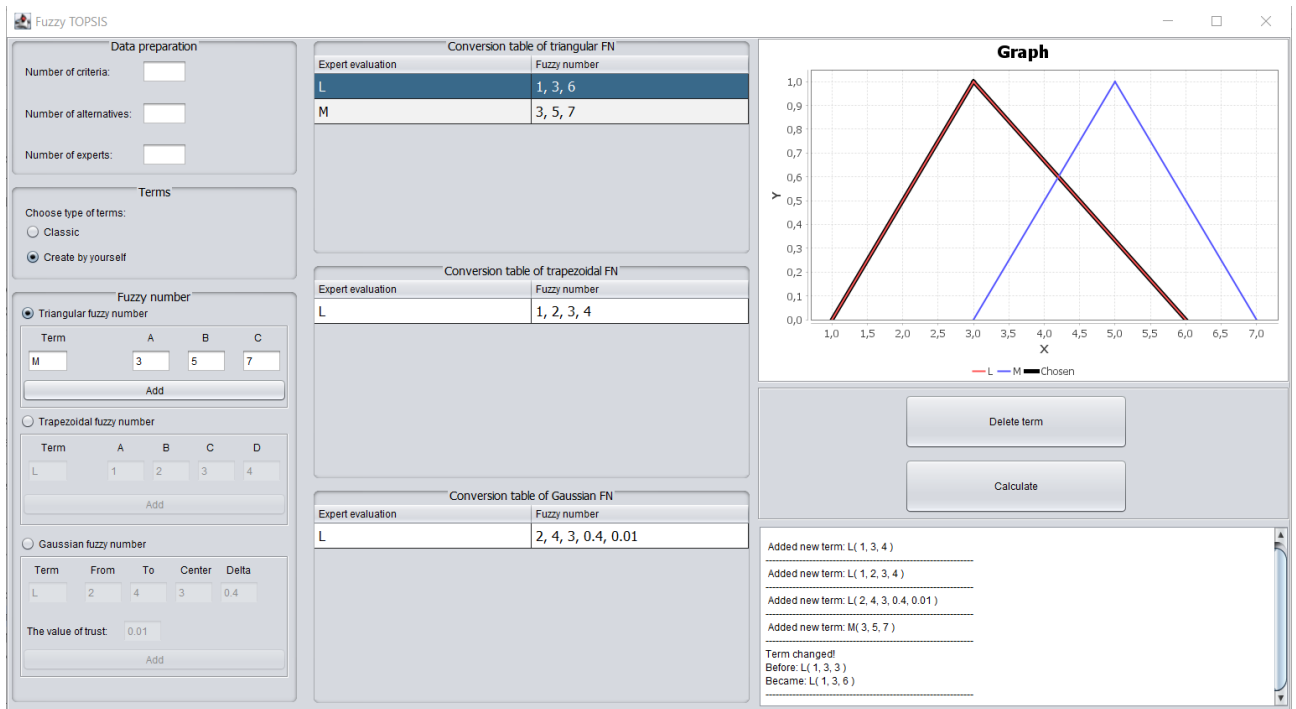 Fuzzy TOPSIS
Data preparation
Number of criteria:
Number of alternatives:
Number of experts:
Terms
Choose type of terms:
Classic
Create by yourself
Fuzzy number
Triangular fuzzy number
Term A B C
M 3 5 7
Add
Trapezoidal fuzzy number
Term A B C D
L 1 2 3 4
Add
Gaussian fuzzy number
Term From To Center Delta
L 2 4 3 0.4
The value of trust: 0.01
Add
Conversion table of triangular FN
Expert evaluation Fuzzy number
L 1, 3, 6
M 3, 5, 7
Conversion table of trapezoidal FN
Expert evaluation Fuzzy number
L 1, 2, 3, 4
Conversion table of Gaussian FN
Expert evaluation Fuzzy number
L 2, 4, 3, 0.4, 0.01
Graph
1,0
0,9
0,8
0,7
0,6
0,5
0,4
0,3
0,2
0,1
0,0
Y
1,0 1,5 2,0 2,5 3,0 3,5 4,0 4,5 5,0 5,5 6,0 6,5 7,0
X
L M Chosen
Delete term
Calculate
Added new term: L( 1, 3, 4 )
Added new term: L( 1, 2, 3, 4 )
Added new term: L( 2, 4, 3, 0.4, 0.01 )
Added new term: M( 3, 5, 7 )
Term changed!
Before: L( 1, 3, 3 )
Became: L( 1, 3, 6 )